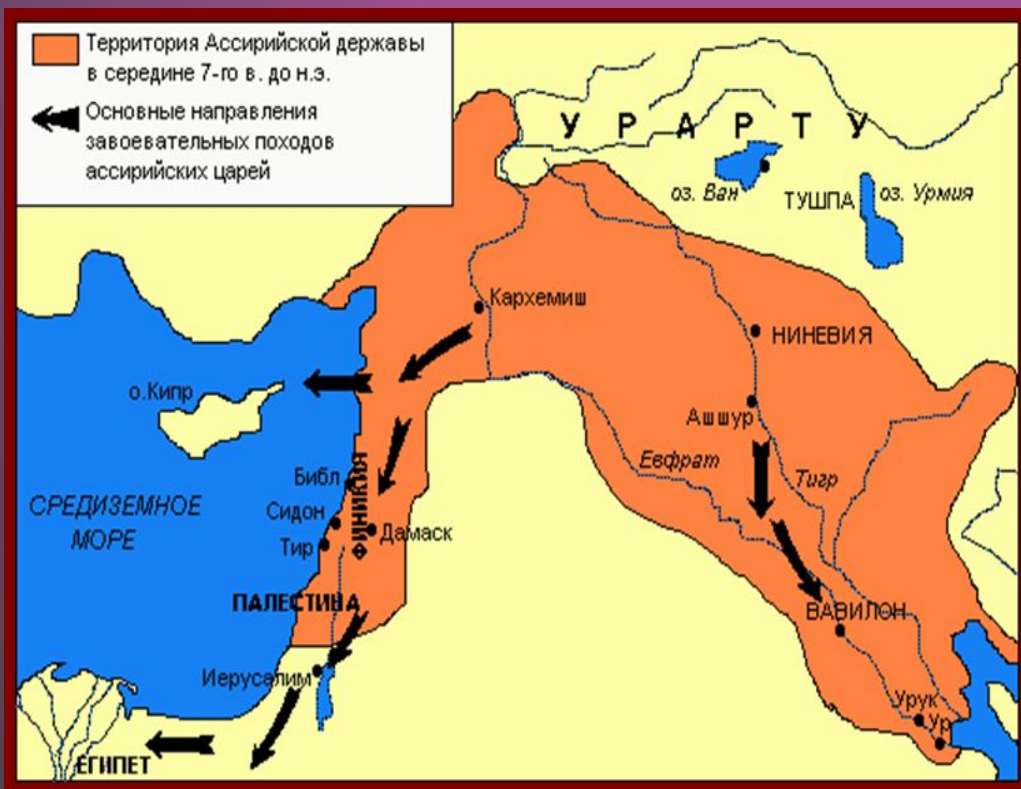 Территория Ассирийской державы
в середине 7-го в. до н.э.
Основные направления
завоевательных походов
ассирийских царей
УРАРТУ
оз. Ван
ТУШПА
оз. Урмия
Кархемиш
НИНЕВИЯ
о.Кипр
Ашшур
Евфрат
Тигр
Библ
СРЕДИЗЕМНОЕ
МОРЕ
Сидон
ФИНИКИЯ
Дамаск
Тир
ПАЛЕСТИНА
ВАВИЛОН
Иерусалим
Урук
Ур
ЕГИПЕТ